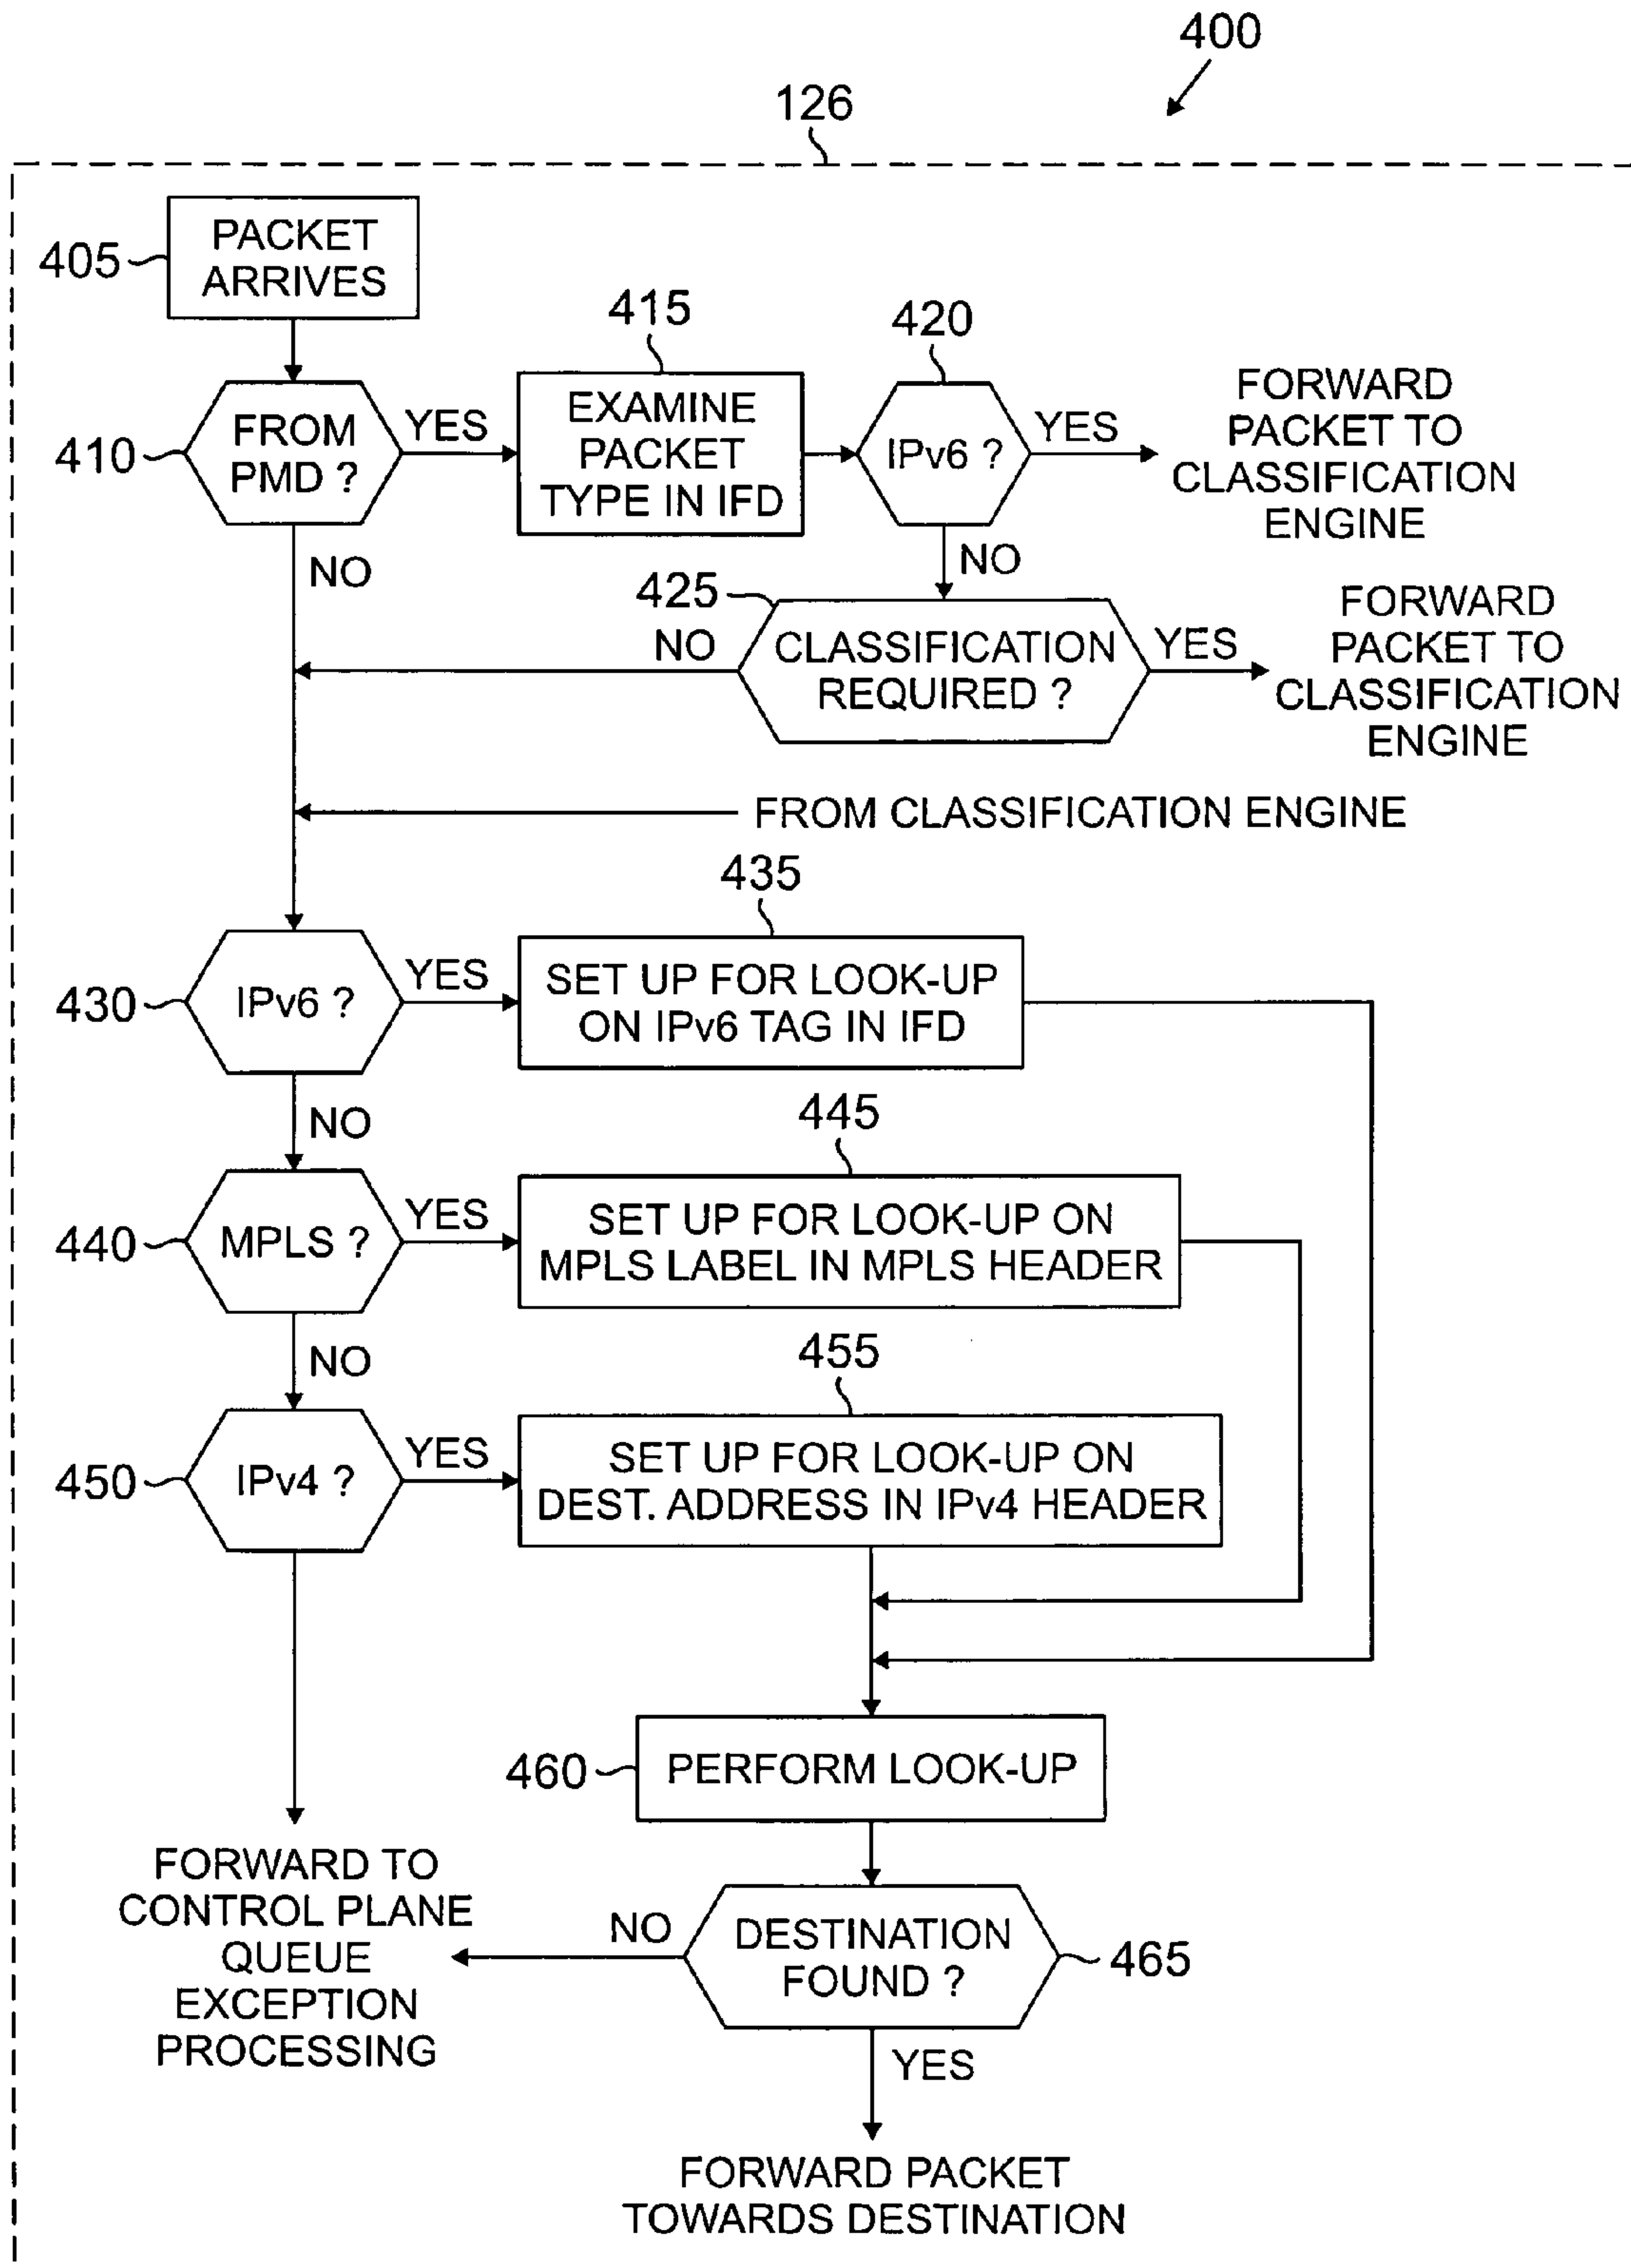 400
126
PACKET
ARRIVES
405
415
420
FROM
PMD ?
410
YES
EXAMINE
PACKET
TYPE IN IFD
IPv6 ?
YES
FORWARD
PACKET TO
CLASSIFICATION
ENGINE
NO
NO
425
CLASSIFICATION
REQUIRED ?
NO
YES
FORWARD
PACKET TO
CLASSIFICATION
ENGINE
FROM CLASSIFICATION ENGINE
435
430
IPv6 ?
YES
SET UP FOR LOOK-UP
ON IPv6 TAG IN IFD
NO
445
440
MPLS ?
YES
SET UP FOR LOOK-UP ON
MPLS LABEL IN MPLS HEADER
NO
455
450
IPv4 ?
YES
SET UP FOR LOOK-UP ON
DEST. ADDRESS IN IPv4 HEADER
460
PERFORM LOOK-UP
FORWARD TO
CONTROL PLANE
QUEUE
EXCEPTION
PROCESSING
NO
DESTINATION
FOUND ?
465
YES
FORWARD PACKET
TOWARDS DESTINATION